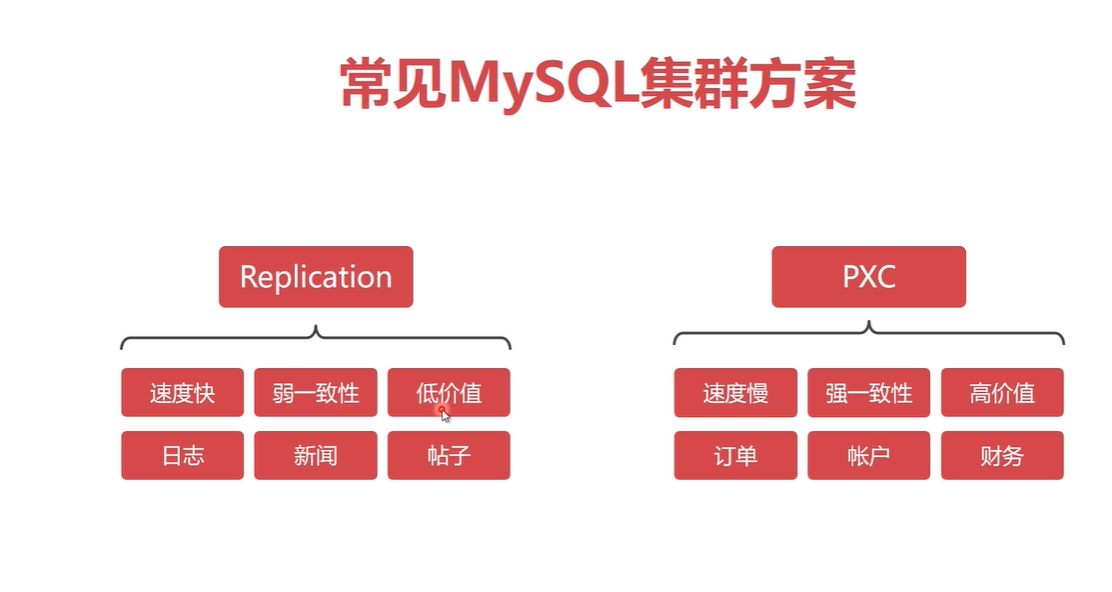 常见MySQL集群方案
Replication
速度快 弱一致性 低价值
日志 新闻 帖子
PXC
速度慢 强一致性 高价值
订单 帐户 财务